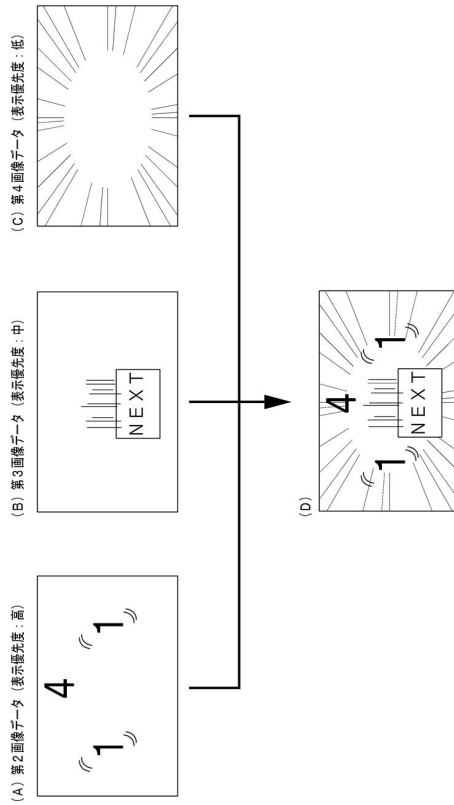 (A) 第2画像データ (表示優先度:高)
4
1 1
(B) 第3画像データ (表示優先度:中)
NEXT
(C) 第4画像データ (表示優先度:低)
(D)
4
1 1
NEXT